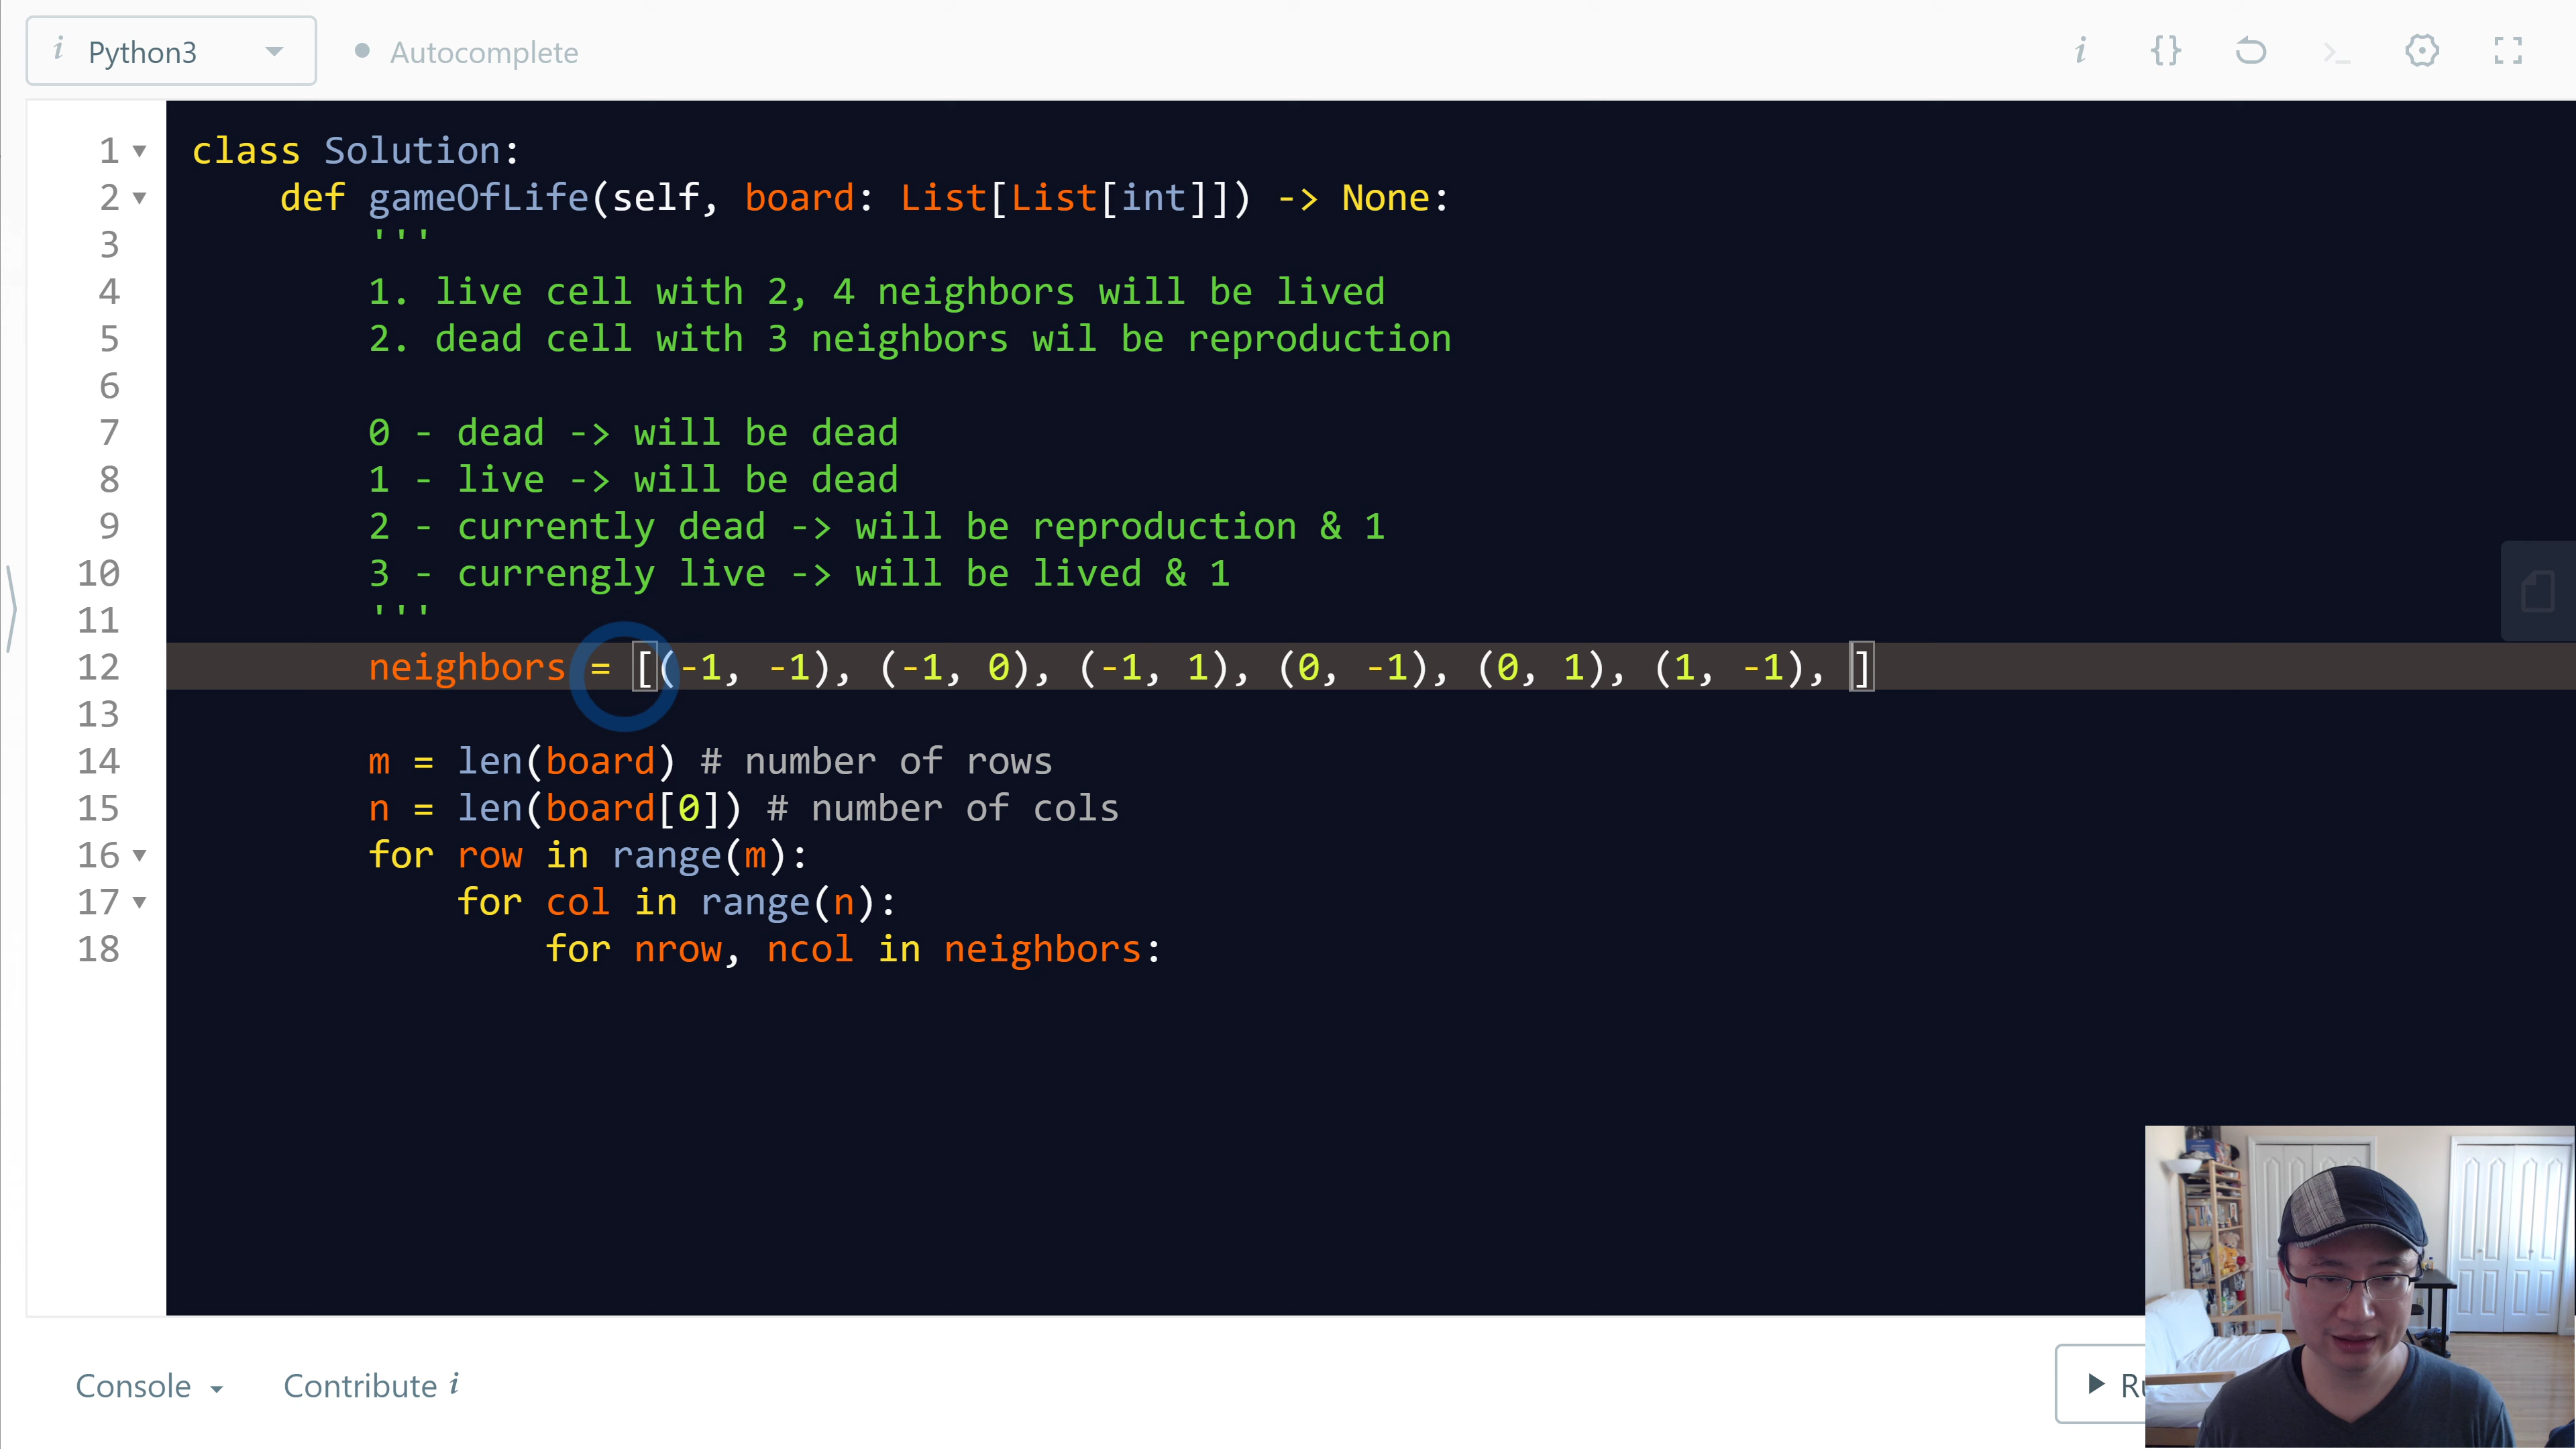 i Python3 Autocomplete i {} >_
1 class Solution:
2 def gameOfLife(self, board: List[List[int]]) -> None:
3 '''
4 1. live cell with 2, 4 neighbors will be lived
5 2. dead cell with 3 neighbors wil be reproduction
6
7 0 - dead -> will be dead
8 1 - live -> will be dead
9 2 - currently dead -> will be reproduction & 1
10 3 - currengly live -> will be lived & 1
11 '''
12 neighbors = [(-1, -1), (-1, 0), (-1, 1), (0, -1), (0, 1), (1, -1), ]
13
14 m = len(board) # number of rows
15 n = len(board[0]) # number of cols
16 for row in range(m):
17 for col in range(n):
18 for nrow, ncol in neighbors:
Console Contribute i